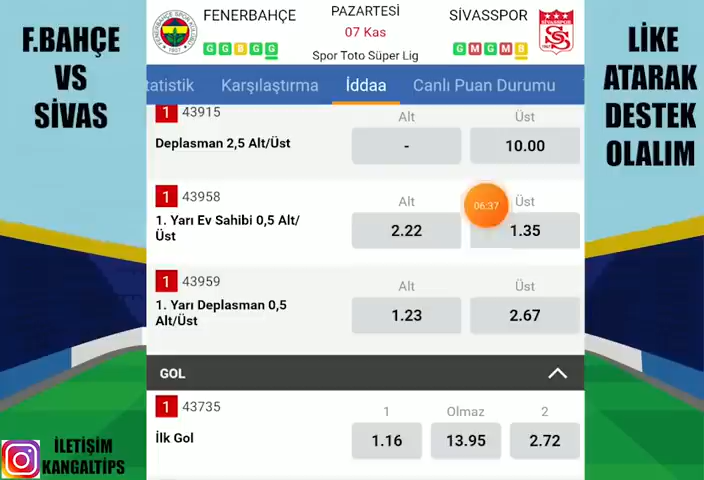 F.BAHÇE
VS
SİVAS
FENERBAHÇE
G G B G G
PAZARTESİ
07 Kas
Spor Toto Süper Lig
SİVASSPOR
G M G M B
LİKE
ATARAK
DESTEK
OLALIM
tatistik Karşılaştırma İddaa Canlı Puan Durumu
1 43915
Deplasman 2,5 Alt/Üst
Alt Üst
- 10.00
1 43958
1. Yarı Ev Sahibi 0,5 Alt/
Üst
Alt Üst
2.22 1.35
06:37
1 43959
1. Yarı Deplasman 0,5
Alt/Üst
Alt Üst
1.23 2.67
GOL
1 43735
İlk Gol
1 Olmaz 2
1.16 13.95 2.72
İLETİŞİM
KANGALTİPS